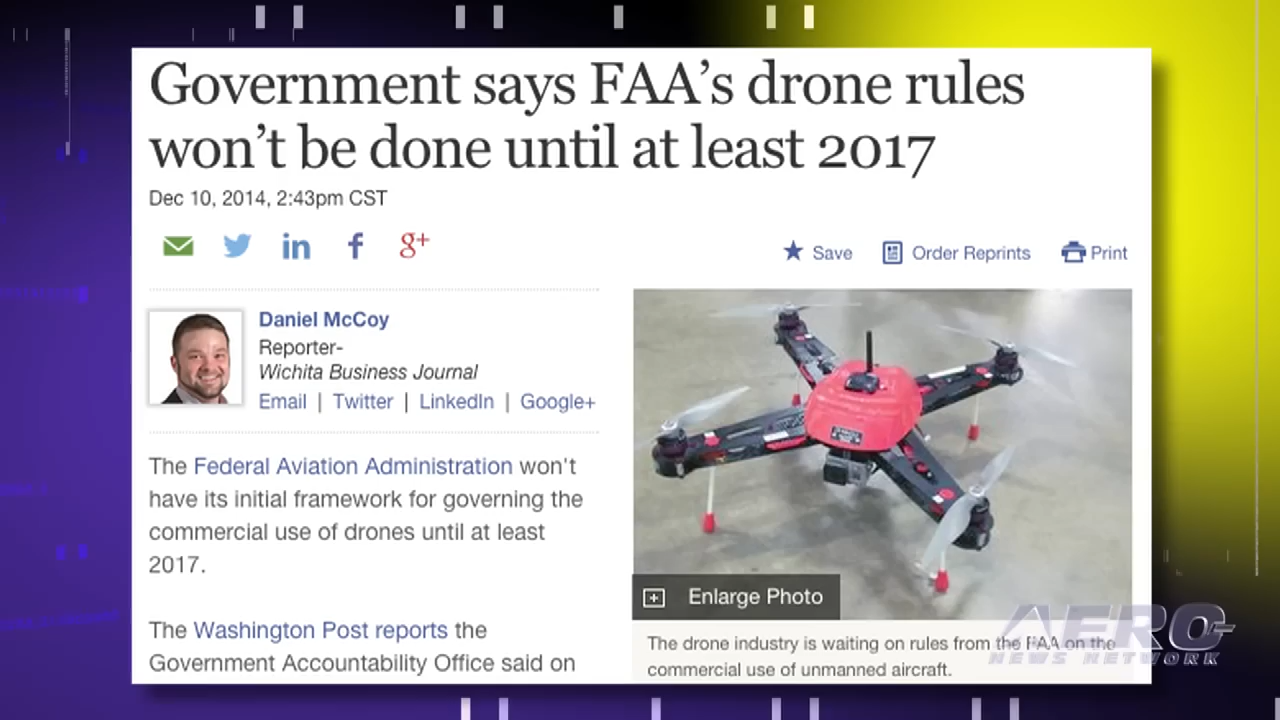 Government says FAA's drone rules
won't be done until at least 2017
Dec 10, 2014, 2:43pm CST
g+
Save
Order Reprints
Print
Daniel McCoy
Reporter-
Wichita Business Journal
Email | Twitter | LinkedIn | Google+
The Federal Aviation Administration won't
have its initial framework for governing the
commercial use of drones until at least
2017.
The Washington Post reports the
Government Accountability Office said on
Enlarge Photo
The drone industry is waiting on rules from the FAA on the
commercial use of unmanned aircraft.
AERO
NEWS NETWORK